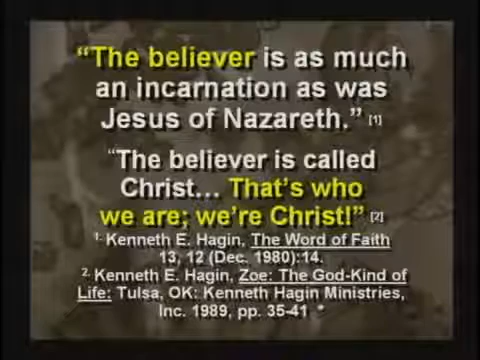 “The believer is as much
an incarnation as was
Jesus of Nazareth.” [1]
“The believer is called
Christ... That’s who
we are; we’re Christ!” [2]
1. Kenneth E. Hagin, The Word of Faith
13, 12 (Dec. 1980):14.
2. Kenneth E. Hagin, Zoe: The God-Kind of
Life: Tulsa, OK: Kenneth Hagin Ministries,
Inc. 1989, pp. 35-41 *